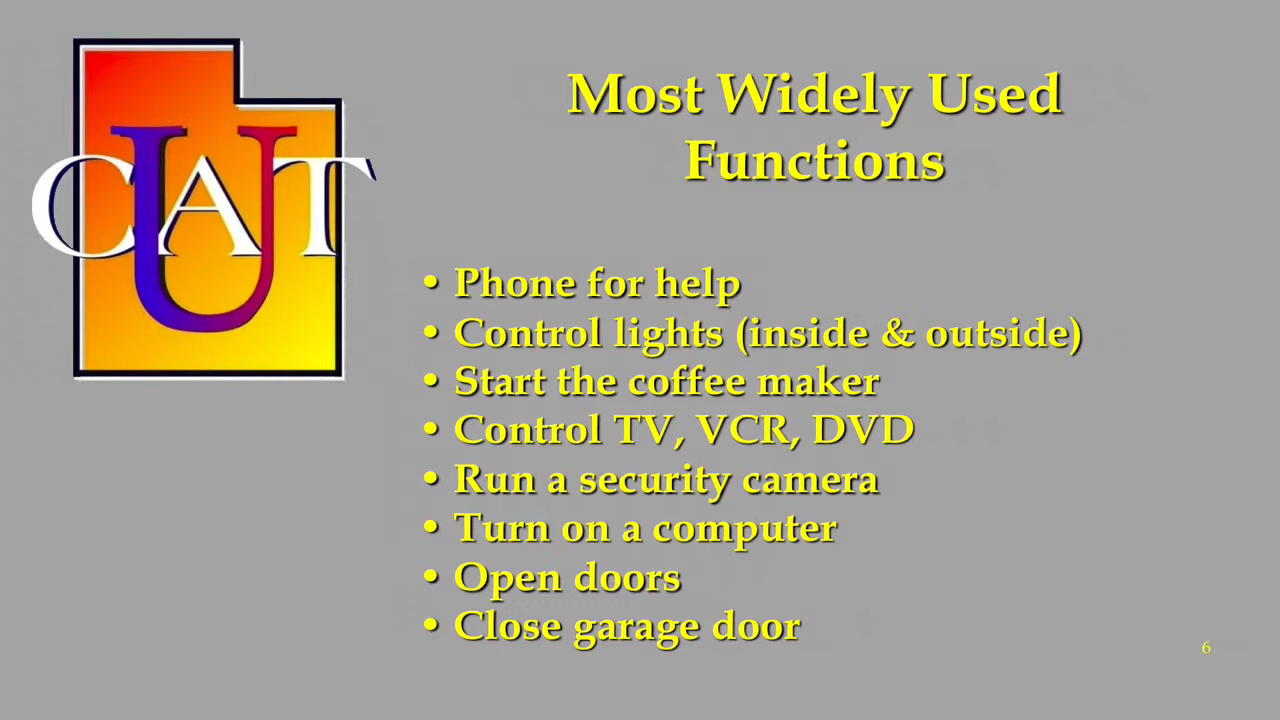 CAT
U
Most Widely Used
Functions
• Phone for help
• Control lights (inside & outside)
• Start the coffee maker
• Control TV, VCR, DVD
• Run a security camera
• Turn on a computer
• Open doors
• Close garage door
6